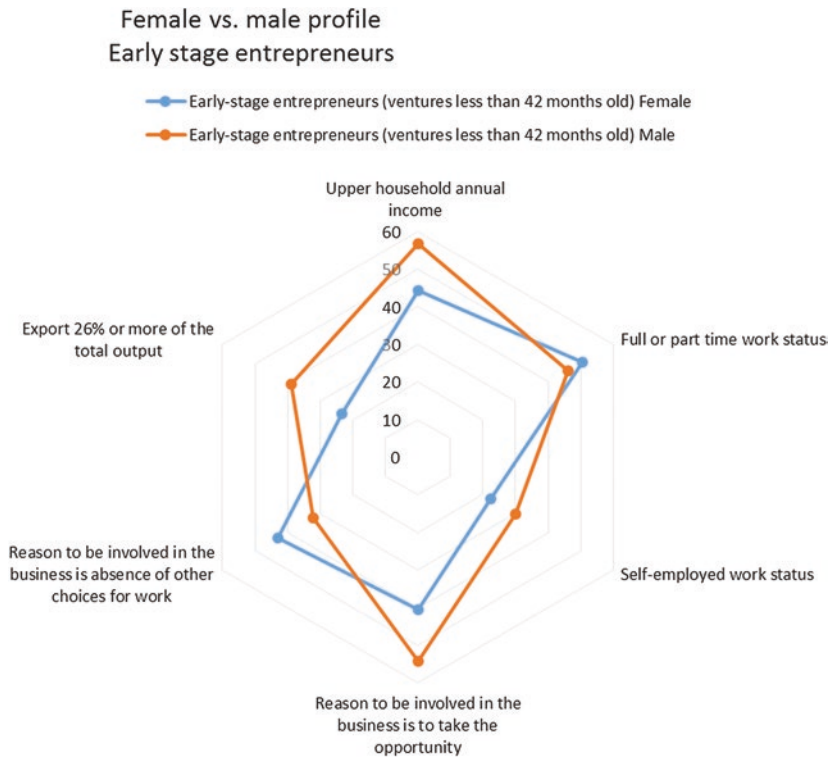 Female vs. male profile
Early stage entrepreneurs
Early-stage entrepreneurs (ventures less than 42 months old) Female
Early-stage entrepreneurs (ventures less than 42 months old) Male
Upper household annual
income
60
50
40
30
20
10
0
Full or part time work status
Self-employed work status
Reason to be involved in the
business is to take the
opportunity
Reason to be involved in the
business is absence of other
choices for work
Export 26% or more of the
total output